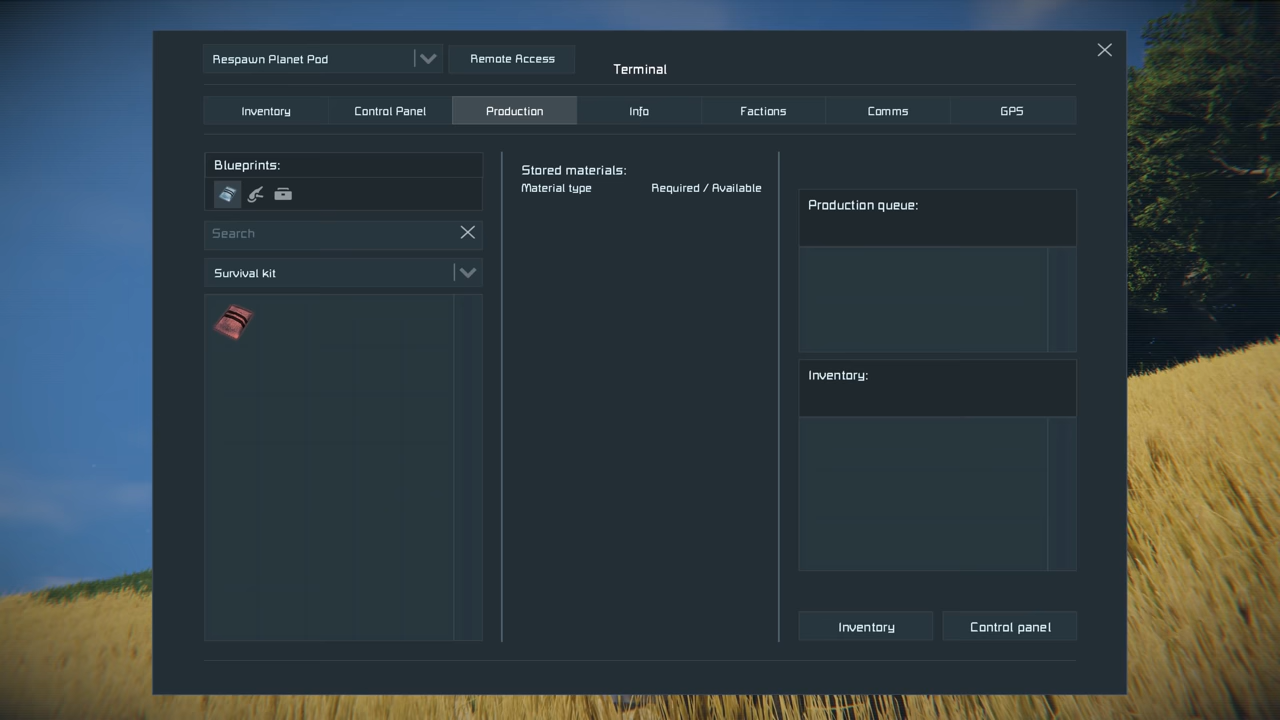 Respawn Planet Pod
Remote Access
Terminal
Inventory
Control Panel
Production
Info
Factions
Comms
GPS
Blueprints:
Search
Survival kit
Stored materials:
Material type
Required / Available
Production queue:
Inventory:
Inventory
Control panel